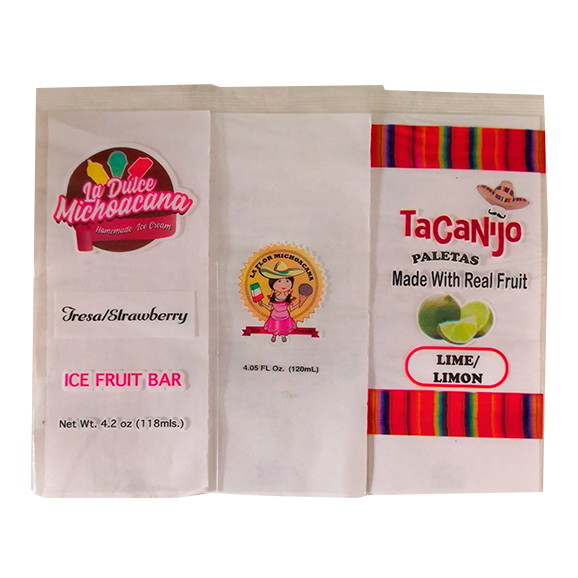 La Dulce
Michoacana
Homemade Ice Cream
Fresa/Strawberry
ICE FRUIT BAR
Net Wt. 4.2 oz (118mls.)
LA FLOR MICHOACANA
4.05 FL Oz. (120mL)
TaCaNijo
PALETAS
Made With Real Fruit
LIME/
LIMON